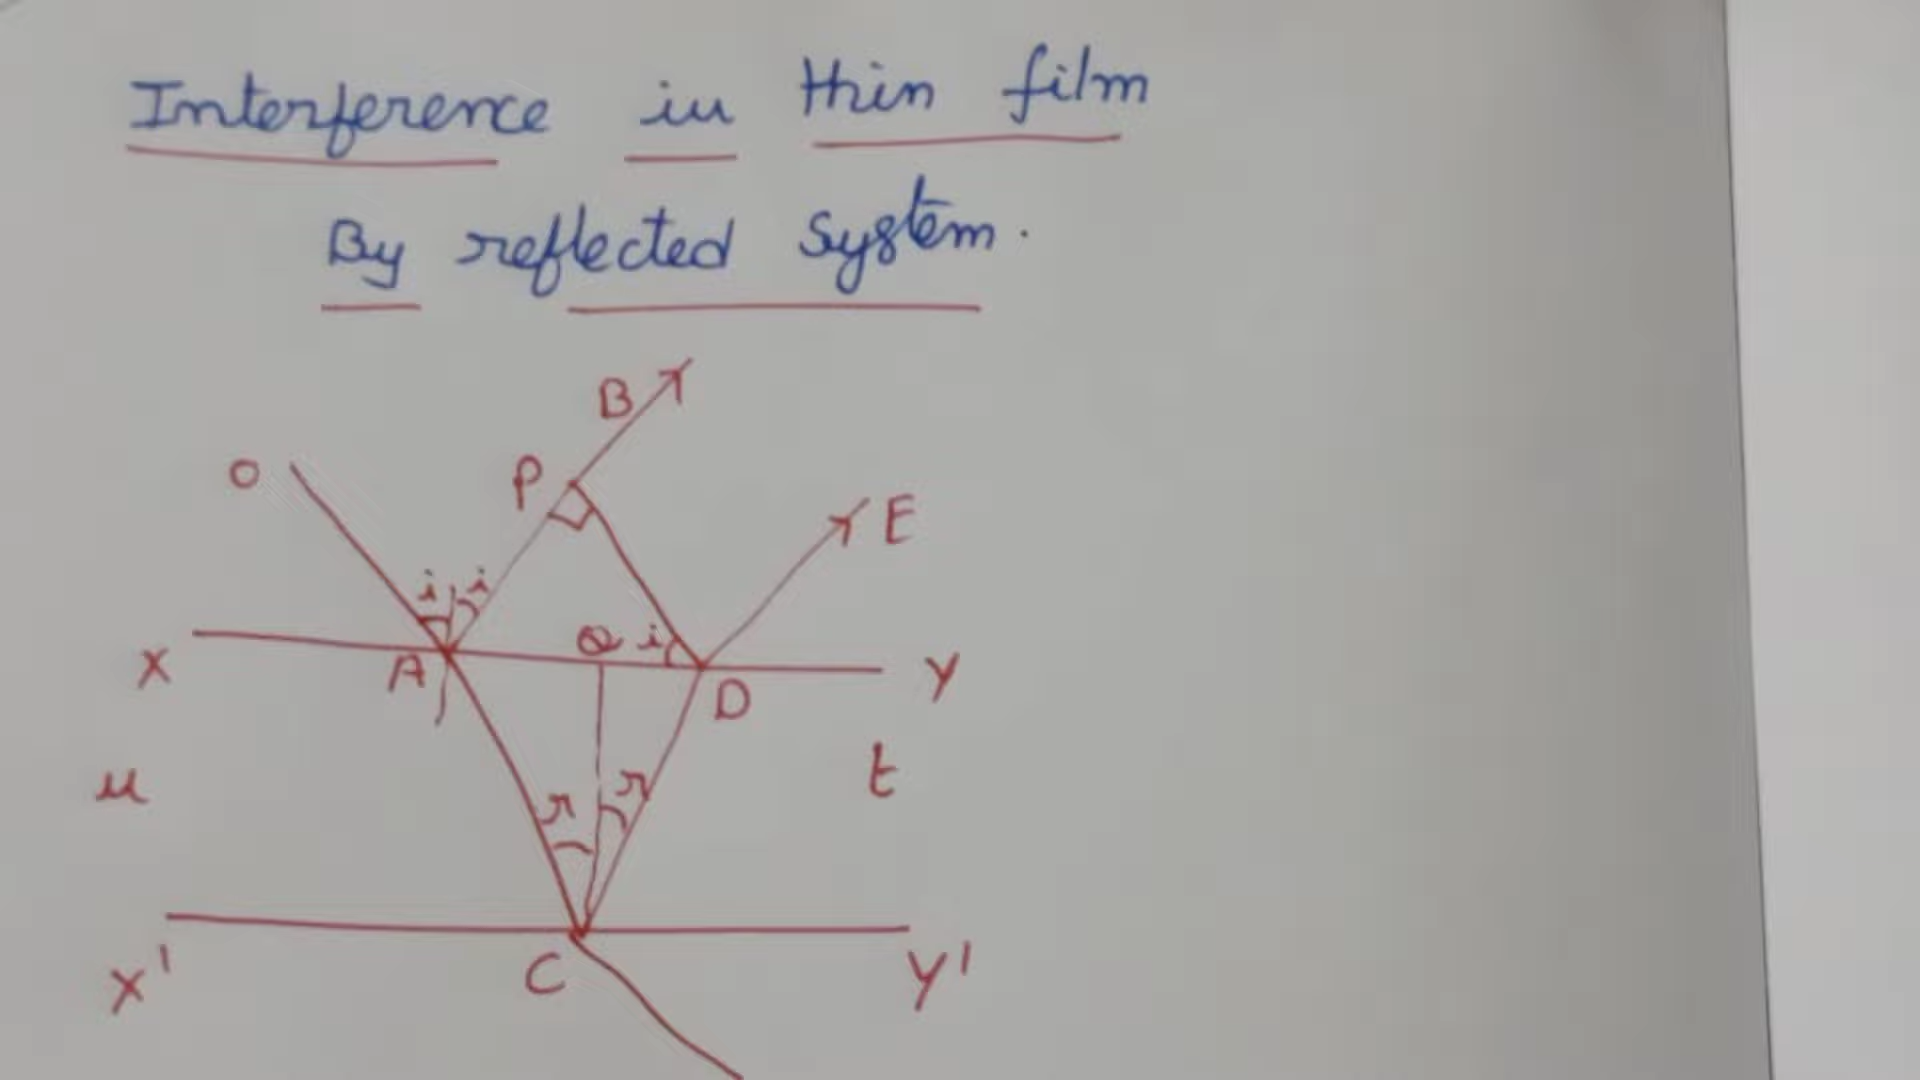 Interference in thin film
By reflected system.
B
O P E
i i
X A Q i D Y
μ t
r r
X' C Y'